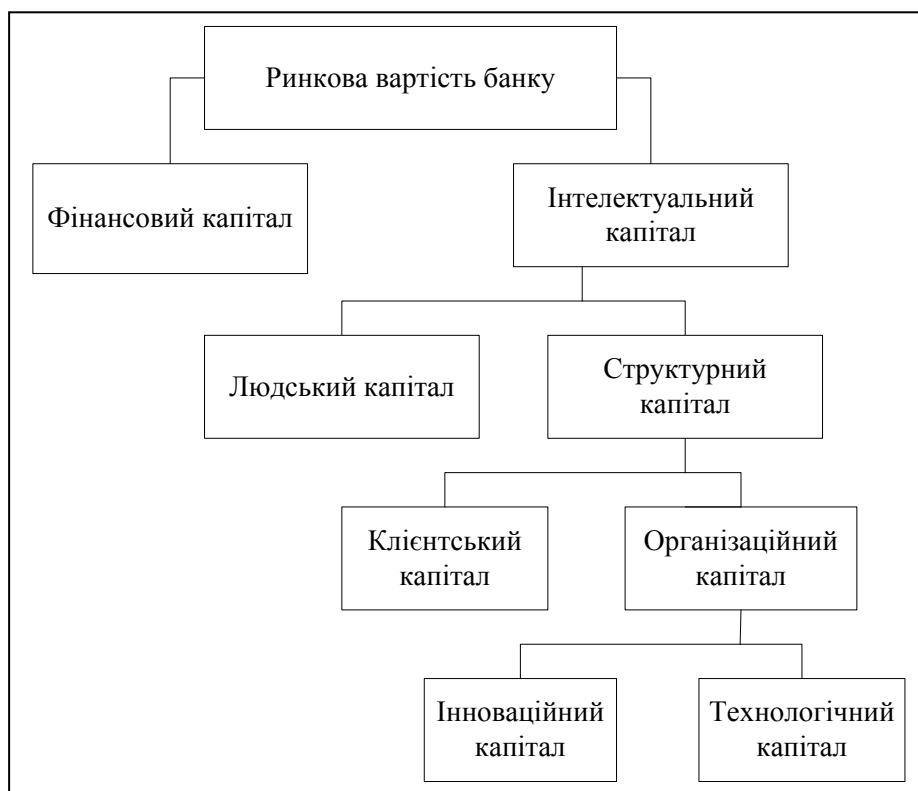 Ринкова вартість банку
Фінансовий капітал
Інтелектуальний
капітал
Людський капітал
Структурний
капітал
Клієнтський
капітал
Організаційний
капітал
Інноваційний
капітал
Технологічний
капітал